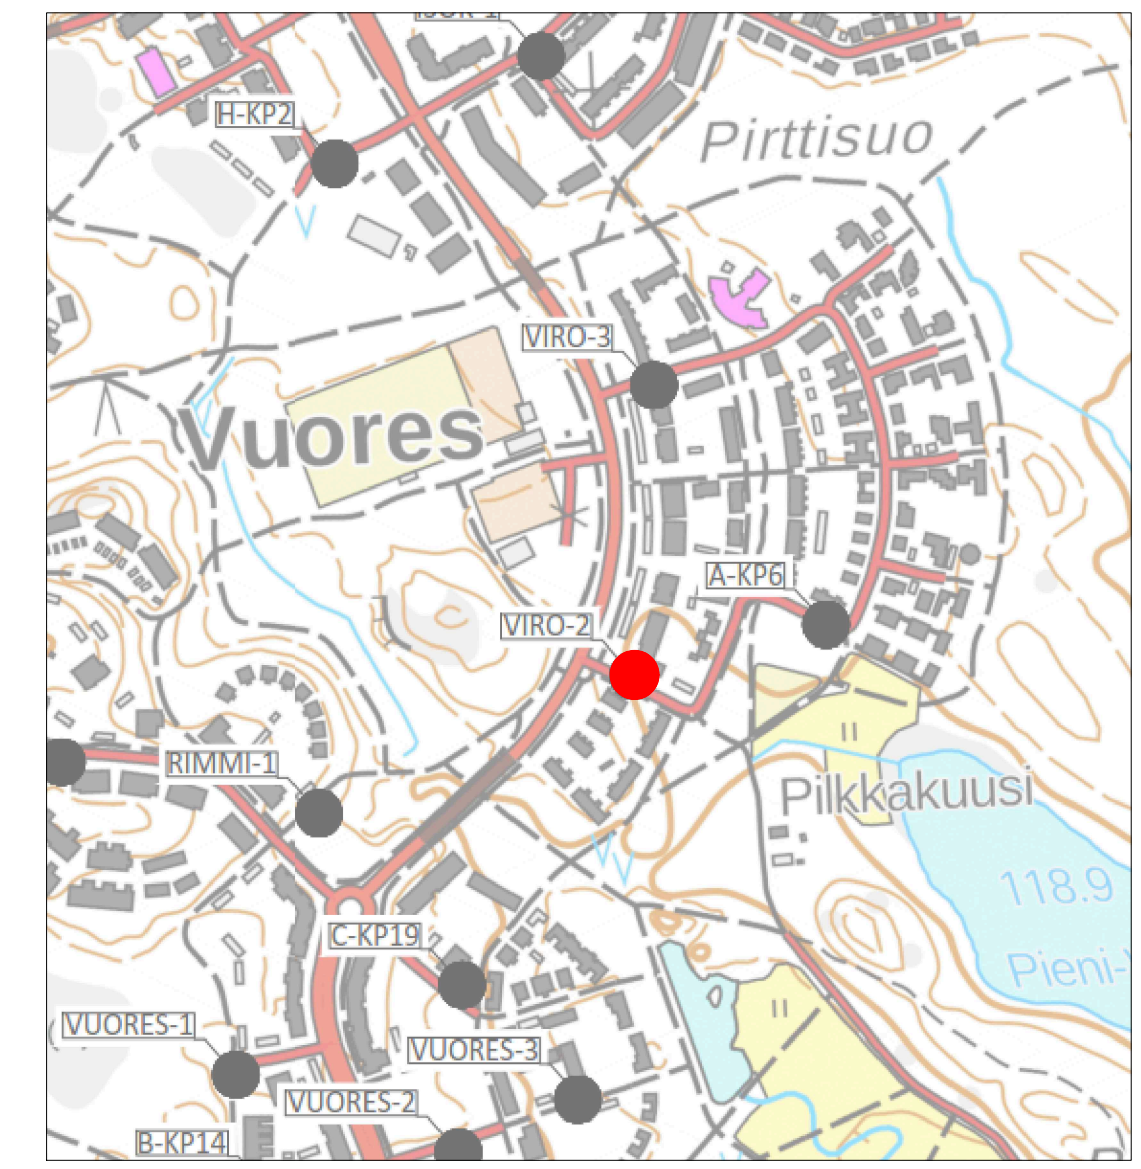 H-KP2
Pirttisuo
VIRO-3
Vuores
A-KP6
VIRO-2
RIMMI-1
Pilkkakuusi
118.9
C-KP19
Pieni-
VUORES-1
VUORES-3
VUORES-2
B-KP14